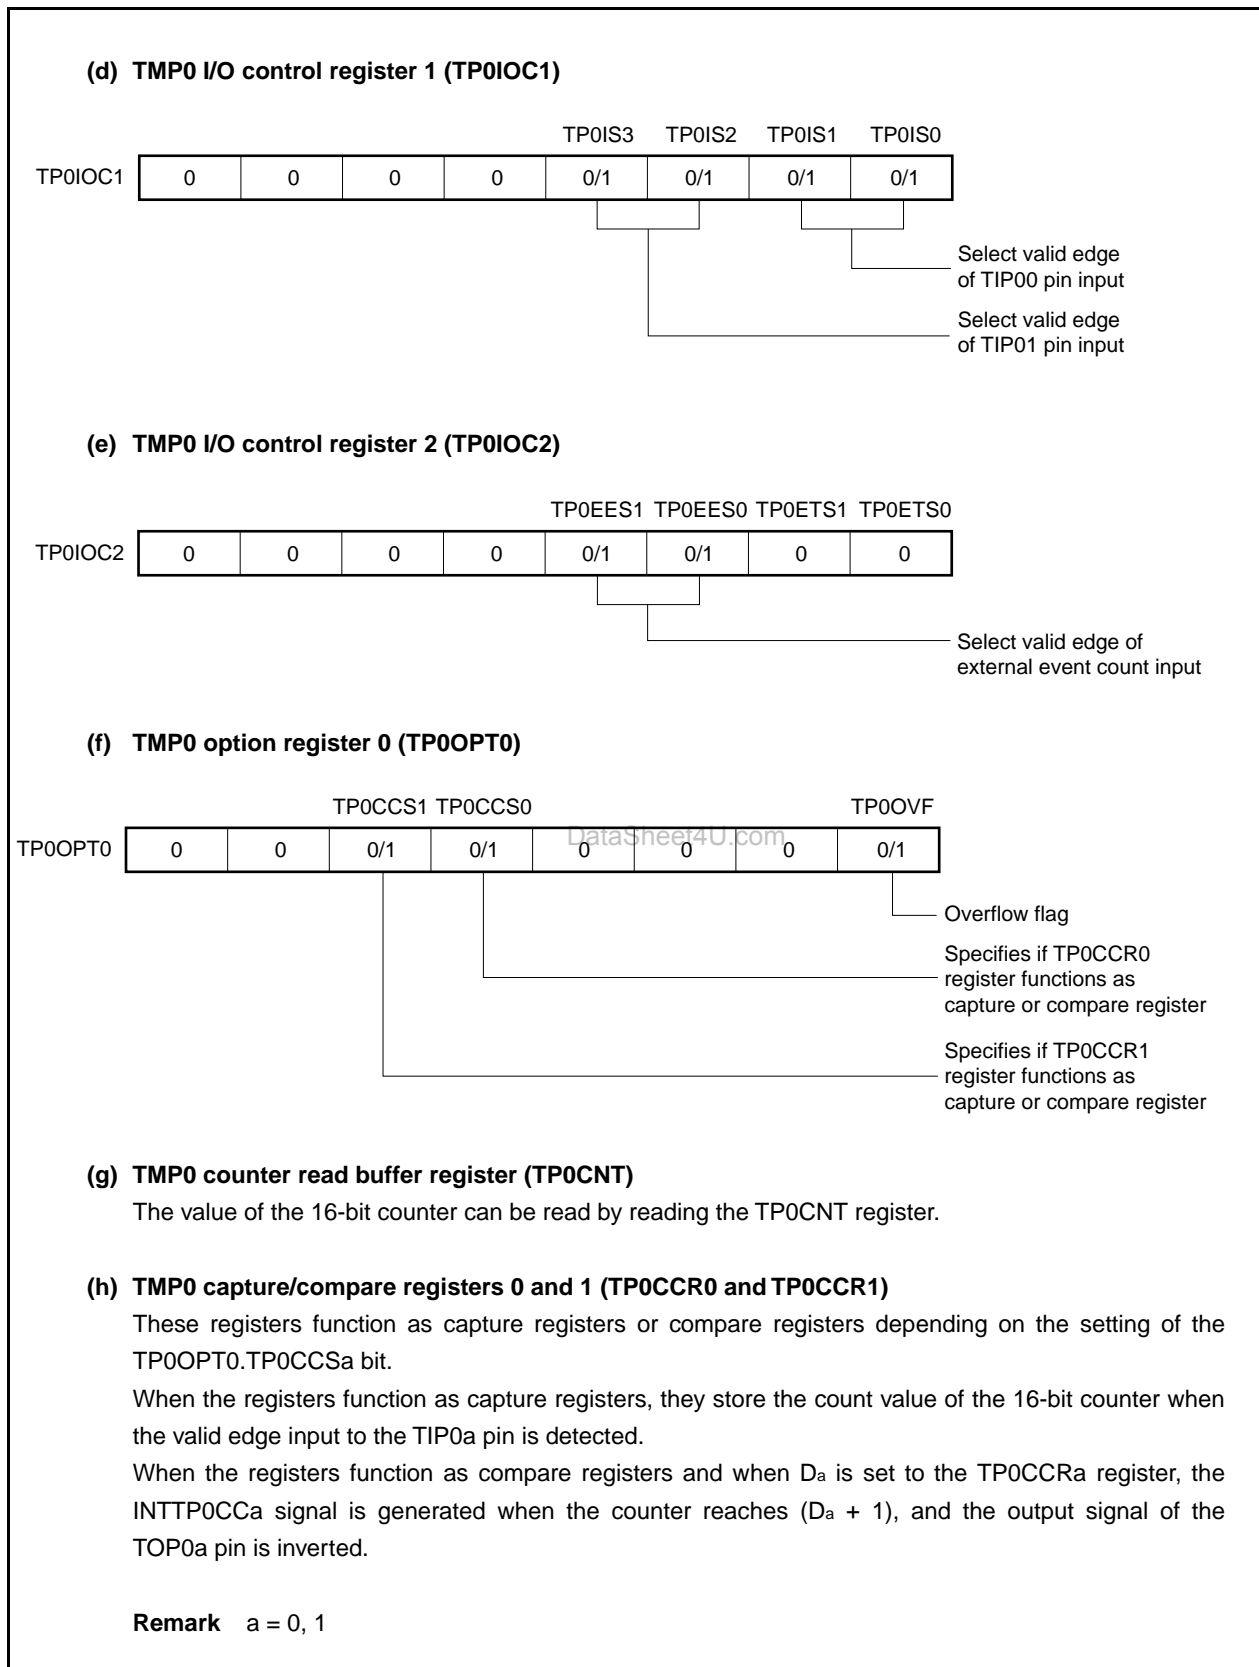 (d) TMP0 I/O control register 1 (TP0IOC1)
TP0IS3 TP0IS2 TP0IS1 TP0IS0
TP0IOC1 0 0 0 0 0/1 0/1 0/1 0/1
Select valid edge
of TIP00 pin input
Select valid edge
of TIP01 pin input
(e) TMP0 I/O control register 2 (TP0IOC2)
TP0EES1 TP0EES0 TP0ETS1 TP0ETS0
TP0IOC2 0 0 0 0 0/1 0/1 0 0
Select valid edge of
external event count input
(f) TMP0 option register 0 (TP0OPT0)
TP0CCS1 TP0CCS0 TP0OVF
TP0OPT0 0 0 0/1 0/1 0 0 0 0/1
DataSheet4U.com
Overflow flag
Specifies if TP0CCR0
register functions as
capture or compare register
Specifies if TP0CCR1
register functions as
capture or compare register
(g) TMP0 counter read buffer register (TP0CNT)
The value of the 16-bit counter can be read by reading the TP0CNT register.
(h) TMP0 capture/compare registers 0 and 1 (TP0CCR0 and TP0CCR1)
These registers function as capture registers or compare registers depending on the setting of the
TP0OPT0.TP0CCSa bit.
When the registers function as capture registers, they store the count value of the 16-bit counter when
the valid edge input to the TIP0a pin is detected.
When the registers function as compare registers and when Da is set to the TP0CCRa register, the
INTTP0CCa signal is generated when the counter reaches (Da + 1), and the output signal of the
TOP0a pin is inverted.
Remark a = 0, 1